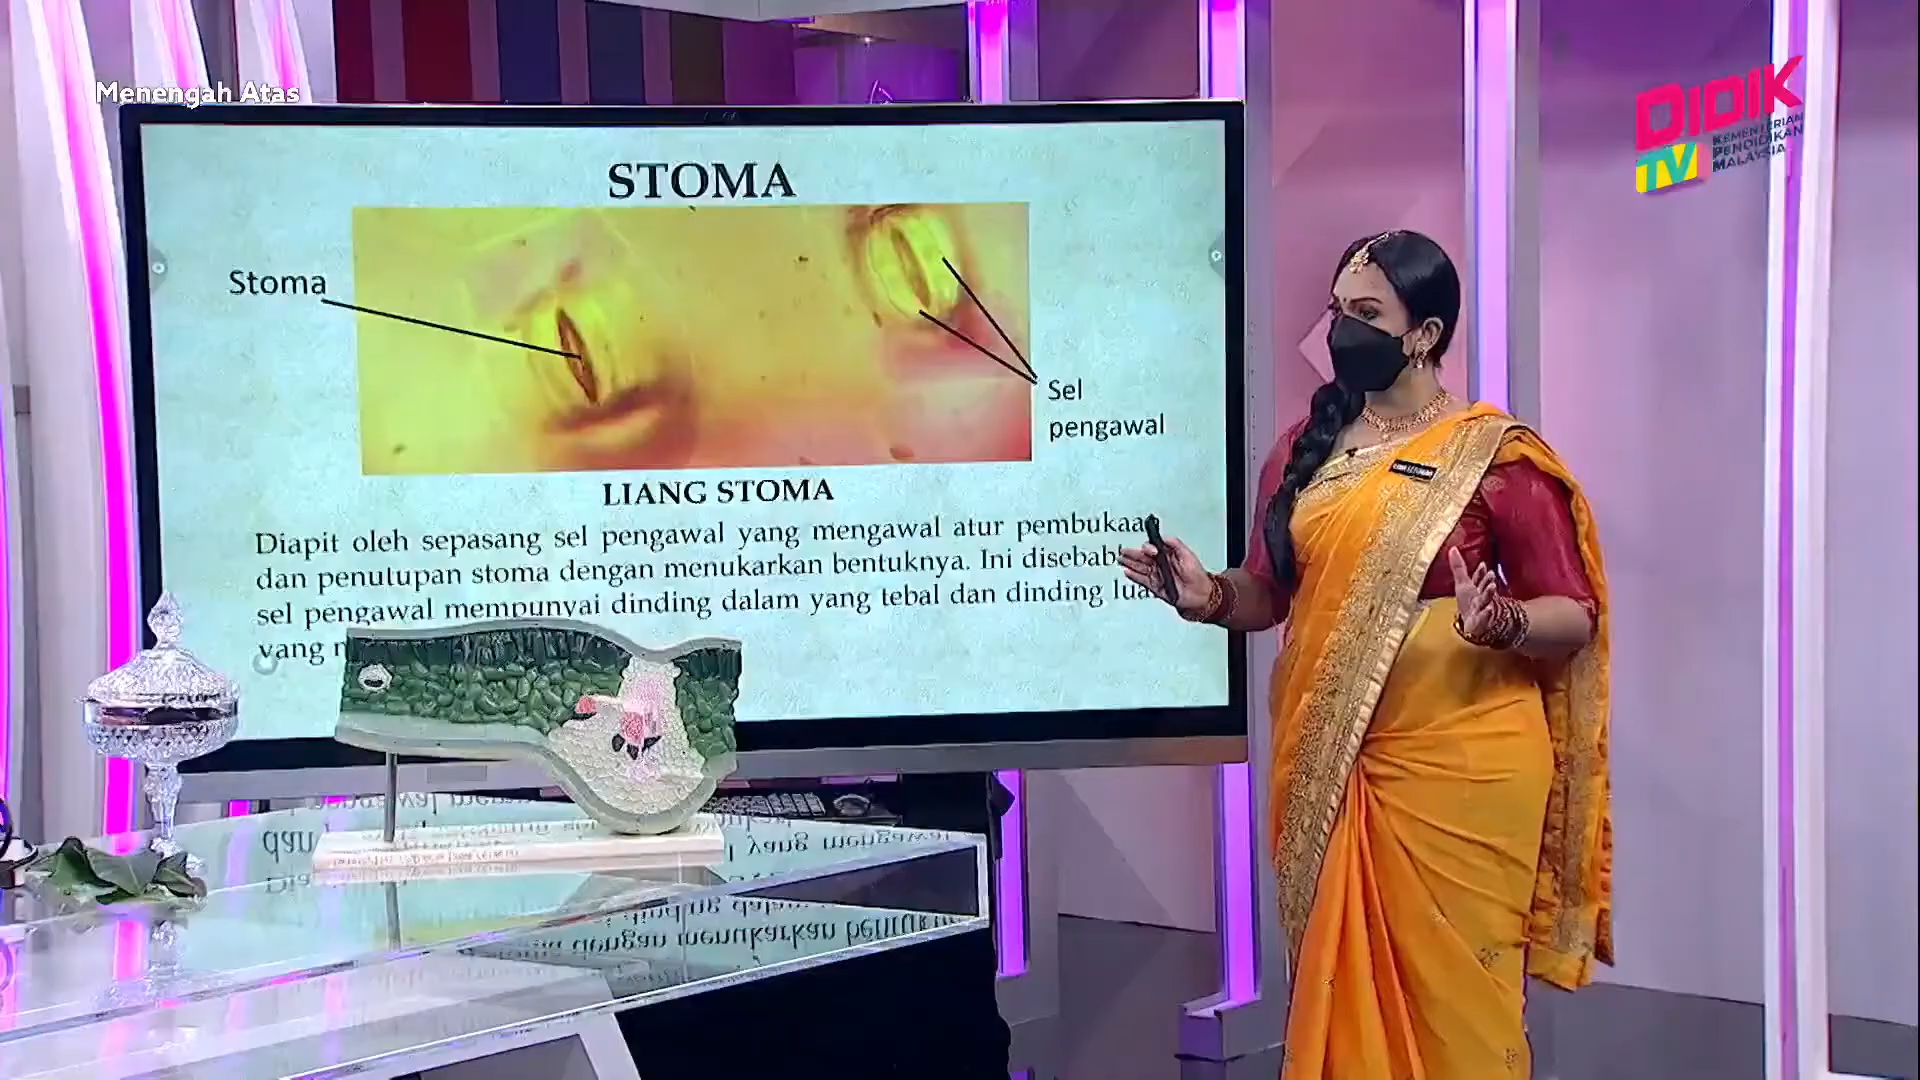 Menengah Atas
DIDIK
TV
KEMENTERIAN
PENDIDIKAN
MALAYSIA
STOMA
Stoma
Sel
pengawal
LIANG STOMA
Diapit oleh sepasang sel pengawal yang mengawal atur pembukaan
dan penutupan stoma dengan menukarkan bentuknya. Ini
sel pengawal mempunyai dinding dalam yang tebal dan dinding
yang